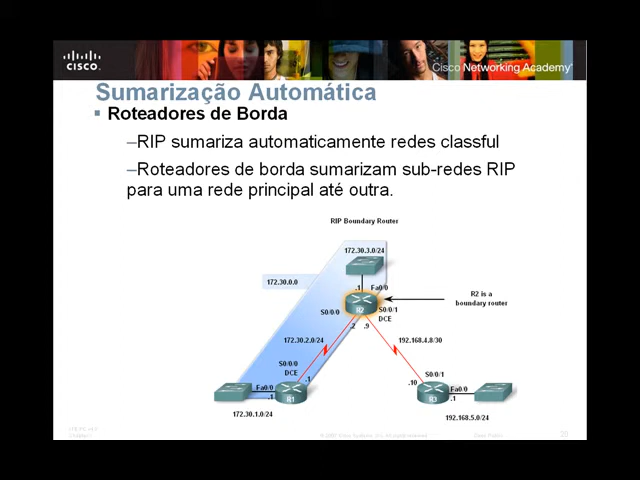 CISCO
Cisco Networking Academy
Sumarização Automática
Roteadores de Borda
–RIP sumariza automaticamente redes classful
–Roteadores de borda sumarizam sub-redes RIP
para uma rede principal até outra.
RIP Boundary Router
172.30.3.0/24
172.30.0.0
.1 Fa0/0
R2 is a
boundary router
R2
S0/0/0
S0/0/1
DCE
.2 .9
172.30.2.0/24
192.168.4.8/30
S0/0/0
DCE
.1
S0/0/1
.10
Fa0/0
.1
R1
R3
Fa0/0
.1
172.30.1.0/24
192.168.5.0/24